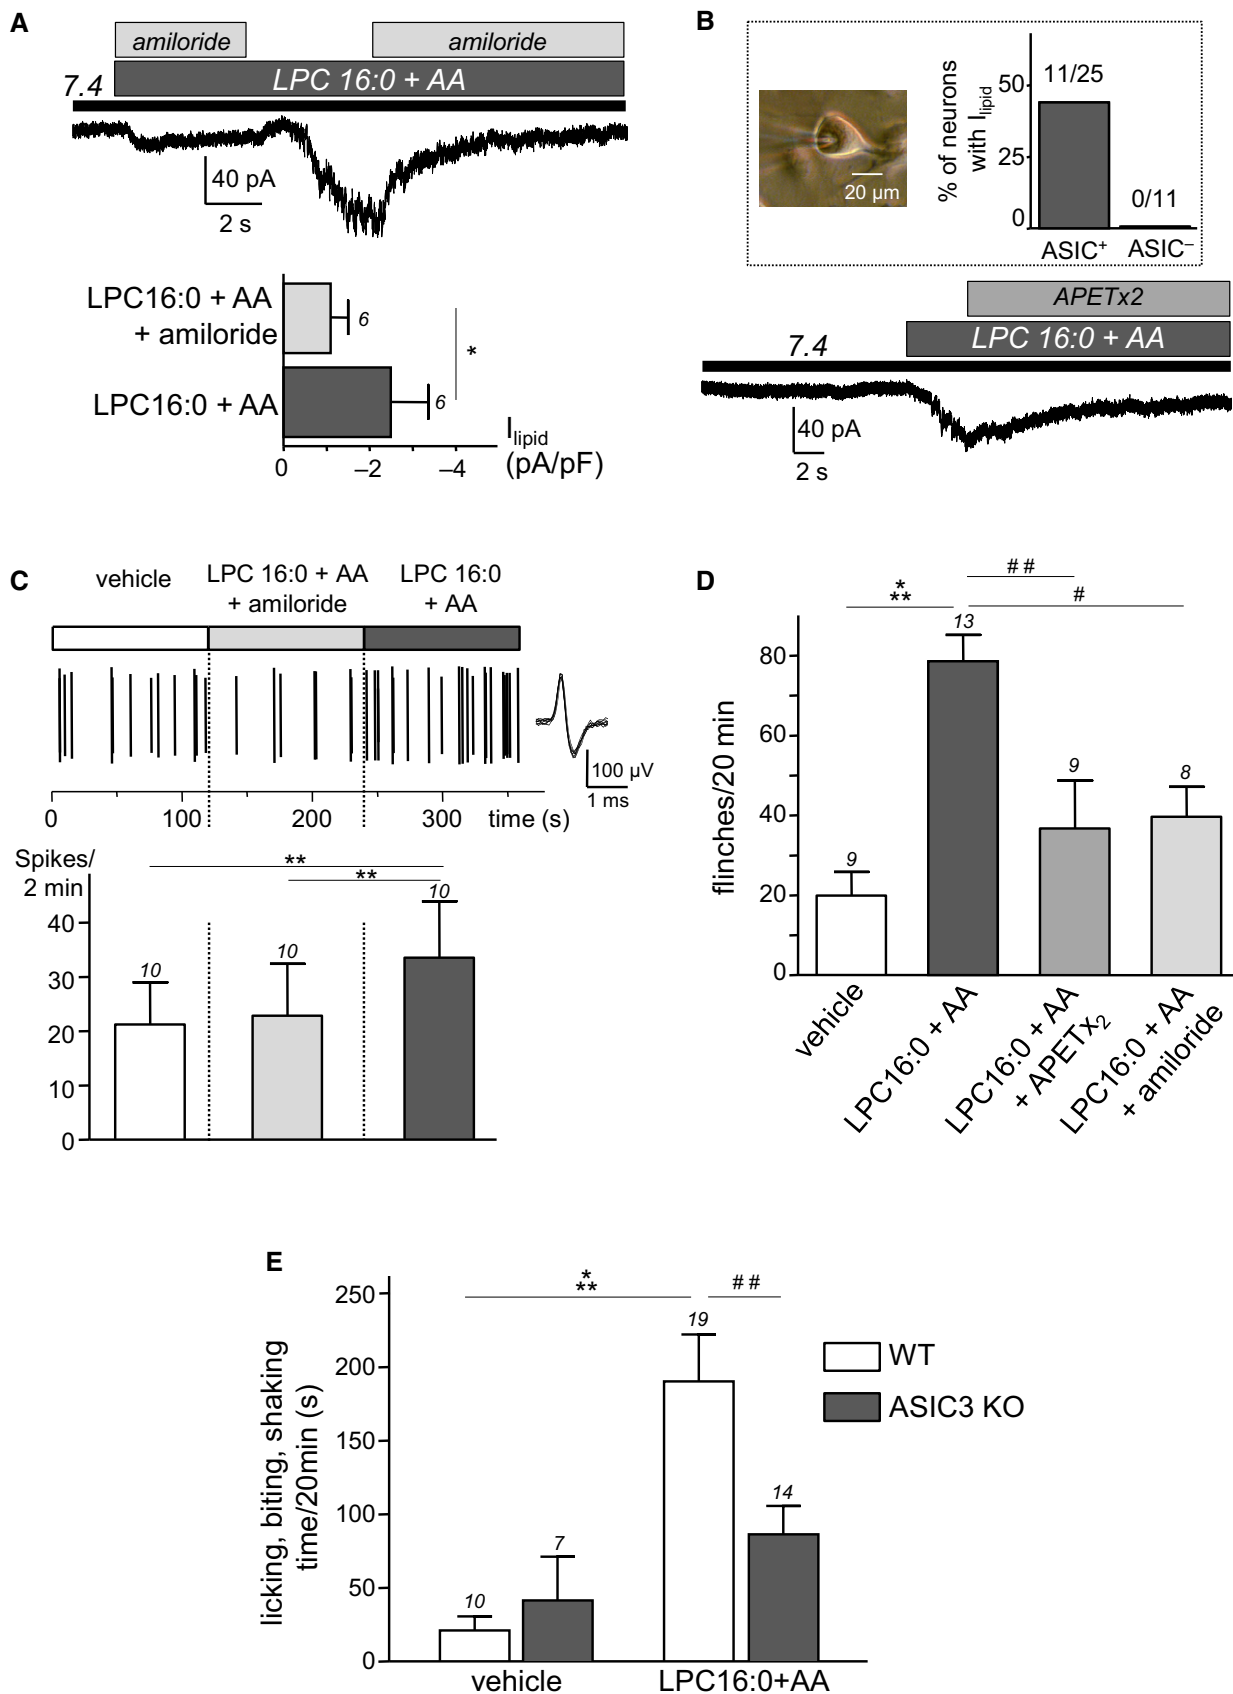 A
amiloride
amiloride
LPC 16:0 + AA
7.4
40 pA
2 s
LPC16:0 + AA
+ amiloride
6
*
LPC16:0 + AA
6
I lipid
(pA/pF)
0 –2 –4
B
% of neurons
with I lipid
50
25
0
11/25
0/11
ASIC+ ASIC–
20 µm
APETx2
LPC 16:0 + AA
7.4
40 pA
2 s
C
vehicle
LPC 16:0 + AA
+ amiloride
LPC 16:0
+ AA
100 µV
1 ms
0 100 200 300 time (s)
Spikes/
2 min
**
**
40
30
20
10
0
10
10
10
D
# #
#
*
**
flinches/20 min
80
60
40
20
0
9
13
9
8
vehicle
LPC16:0 + AA
LPC16:0 + AA
+ APETx2
LPC16:0 + AA
+ amiloride
E
*
**
# #
licking, biting, shaking
time/20min (s)
250
200
150
100
50
0
10
7
19
14
WT
ASIC3 KO
vehicle
LPC16:0+AA